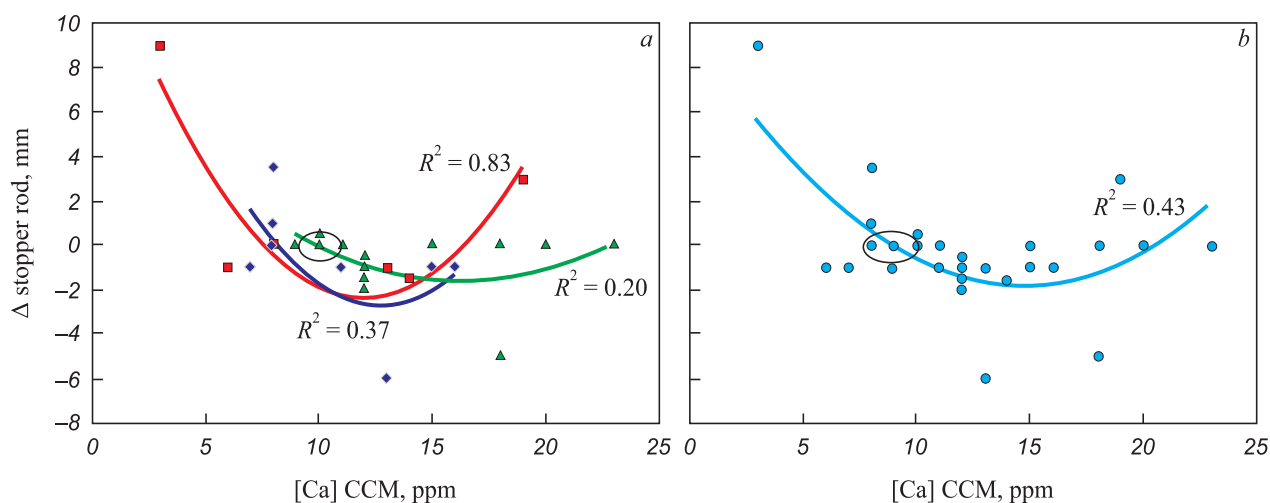 10
8
6
4
2
0
–2
–4
–6
–8
Δ stopper rod, mm
a
R² = 0.83
R² = 0.20
R² = 0.37
0
5
10
15
20
25
[Ca] CCM, ppm
b
R² = 0.43
0
5
10
15
20
25
[Ca] CCM, ppm